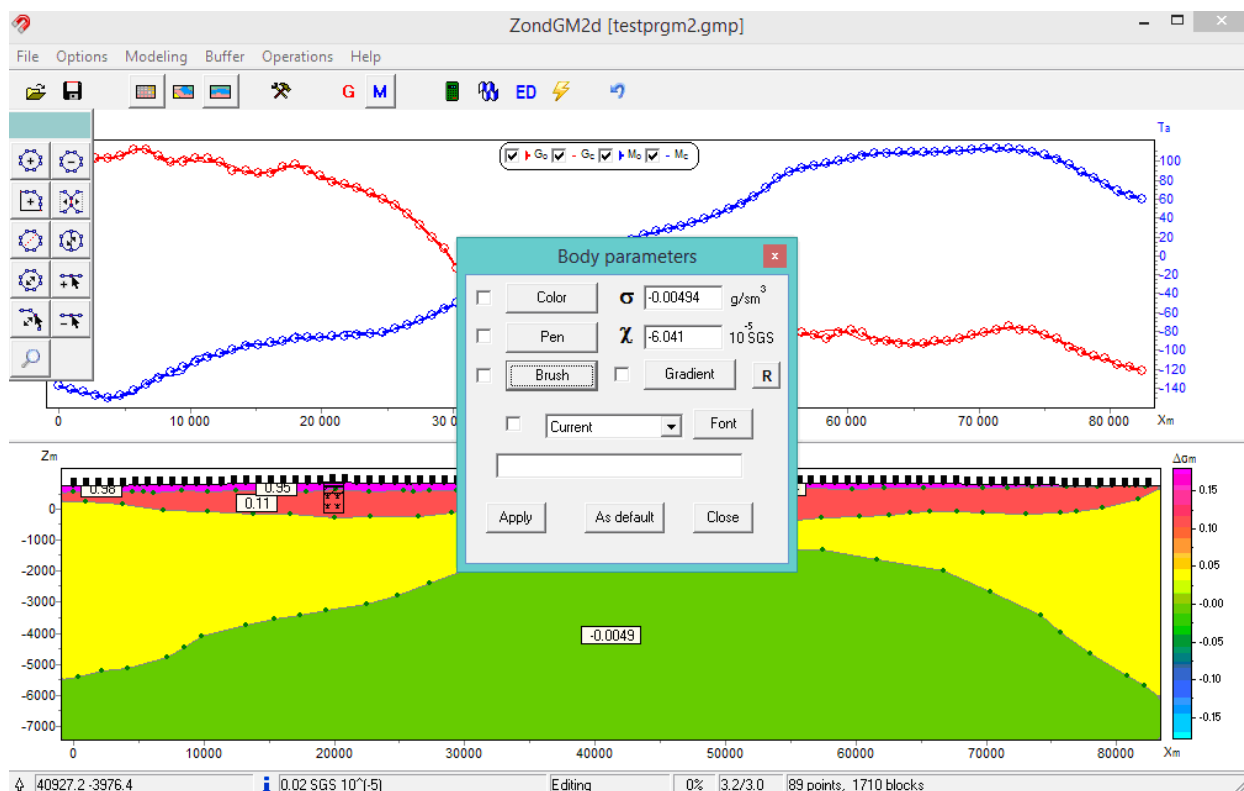 ZondGM2d [testprgm2.gmp]
File Options Modeling Buffer Operations Help
G M ED
Ta
Go Gc Mo Mc
100
80
60
40
20
0
-20
-40
-60
-80
-100
-120
-140
0 10 000 20 000 30 0 60 000 70 000 80 000 Xm
Body parameters
x
Color σ -0.00494 g/sm3
Pen χ -6.041 10-5 SGS
Brush Gradient R
Current Font
Apply As default Close
Zm
0
-1000
-2000
-3000
-4000
-5000
-6000
-7000
0.98 0.95
0.11
-0.0049
Δσm
0.15
0.10
0.05
-0.00
-0.05
-0.10
-0.15
0 10000 20000 30000 40000 50000 60000 70000 80000 Xm
40927.2 -3976.4 i 0.02 SGS 10^(-5) Editing 0% 3.2/3.0 89 points, 1710 blocks